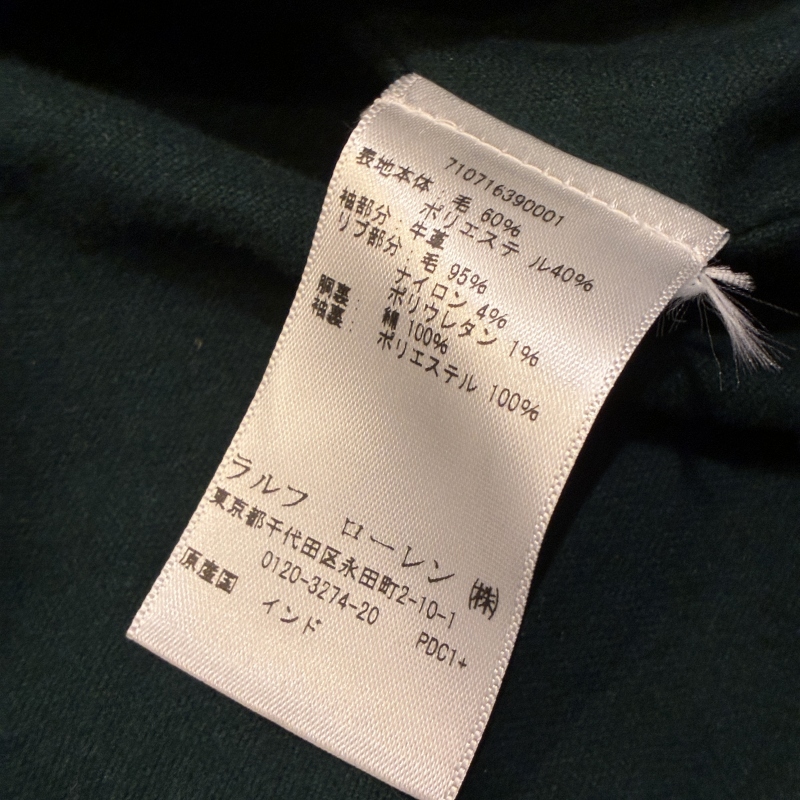 710716390001
表地本体：毛 60%
ポリエステル40%
袖部分：牛革
リブ部分：毛 95%
ナイロン 4%
ポリウレタン 1%
胴裏：綿 100%
袖裏：ポリエステル 100%
ラルフ ローレン ㈱
東京都千代田区永田町2-10-1
0120-3274-20
原産国 インド PDC1+